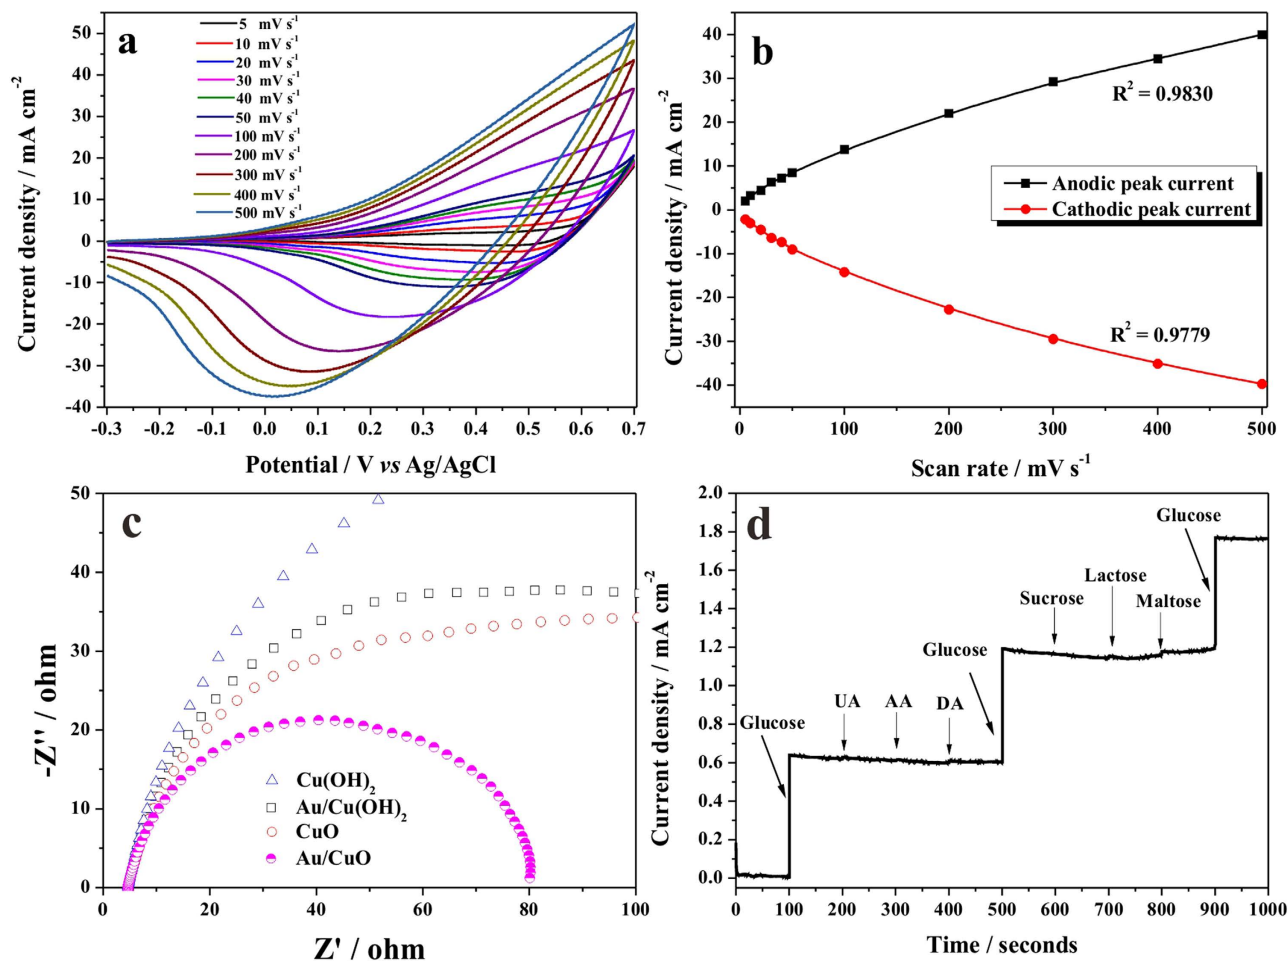 a
5 mV s⁻¹
10 mV s⁻¹
20 mV s⁻¹
30 mV s⁻¹
40 mV s⁻¹
50 mV s⁻¹
100 mV s⁻¹
200 mV s⁻¹
300 mV s⁻¹
400 mV s⁻¹
500 mV s⁻¹
Current density / mA cm⁻²
50
40
30
20
10
0
-10
-20
-30
-40
-0.3 -0.2 -0.1 0.0 0.1 0.2 0.3 0.4 0.5 0.6 0.7
Potential / V vs Ag/AgCl
b
Current density / mA cm⁻²
40
30
20
10
0
-10
-20
-30
-40
R² = 0.9830
Anodic peak current
Cathodic peak current
R² = 0.9779
0 100 200 300 400 500
Scan rate / mV s⁻¹
c
-Z'' / ohm
50
40
30
20
10
0
Cu(OH)₂
Au/Cu(OH)₂
CuO
Au/CuO
0 20 40 60 80 100
Z' / ohm
d
Current density / mA cm⁻²
2.0
1.8
1.6
1.4
1.2
1.0
0.8
0.6
0.4
0.2
0.0
Glucose
UA
AA
DA
Glucose
Sucrose
Lactose
Maltose
Glucose
0 100 200 300 400 500 600 700 800 900 1000
Time / seconds